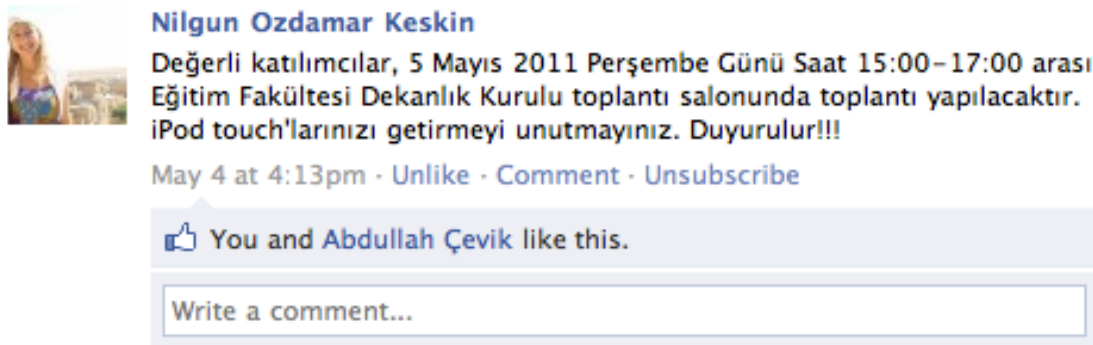 Nilgun Ozdamar Keskin
Değerli katılımcılar, 5 Mayıs 2011 Perşembe Günü Saat 15:00-17:00 arası
Eğitim Fakültesi Dekanlık Kurulu toplantı salonunda toplantı yapılacaktır.
iPod touch'larınızı getirmeyi unutmayınız. Duyurulur!!!
May 4 at 4:13pm · Unlike · Comment · Unsubscribe
You and Abdullah Çevik like this.
Write a comment...